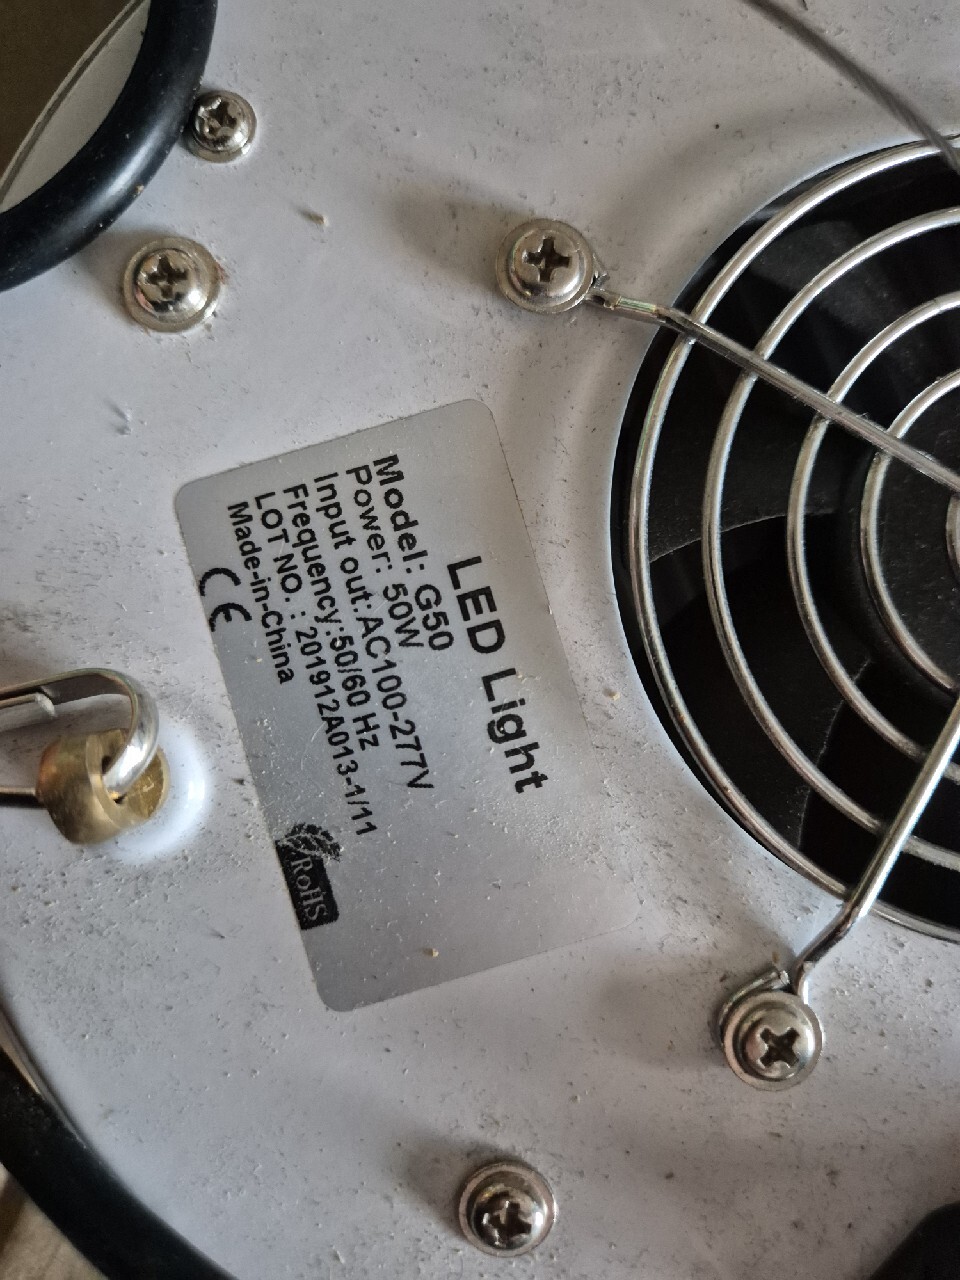 LED Light
Model: G50
Power: 50W
Input out: AC100-277V
Frequency:50/60 Hz
LOT NO. : 201912A013-1/11
Made-in-China
CE
RoHS